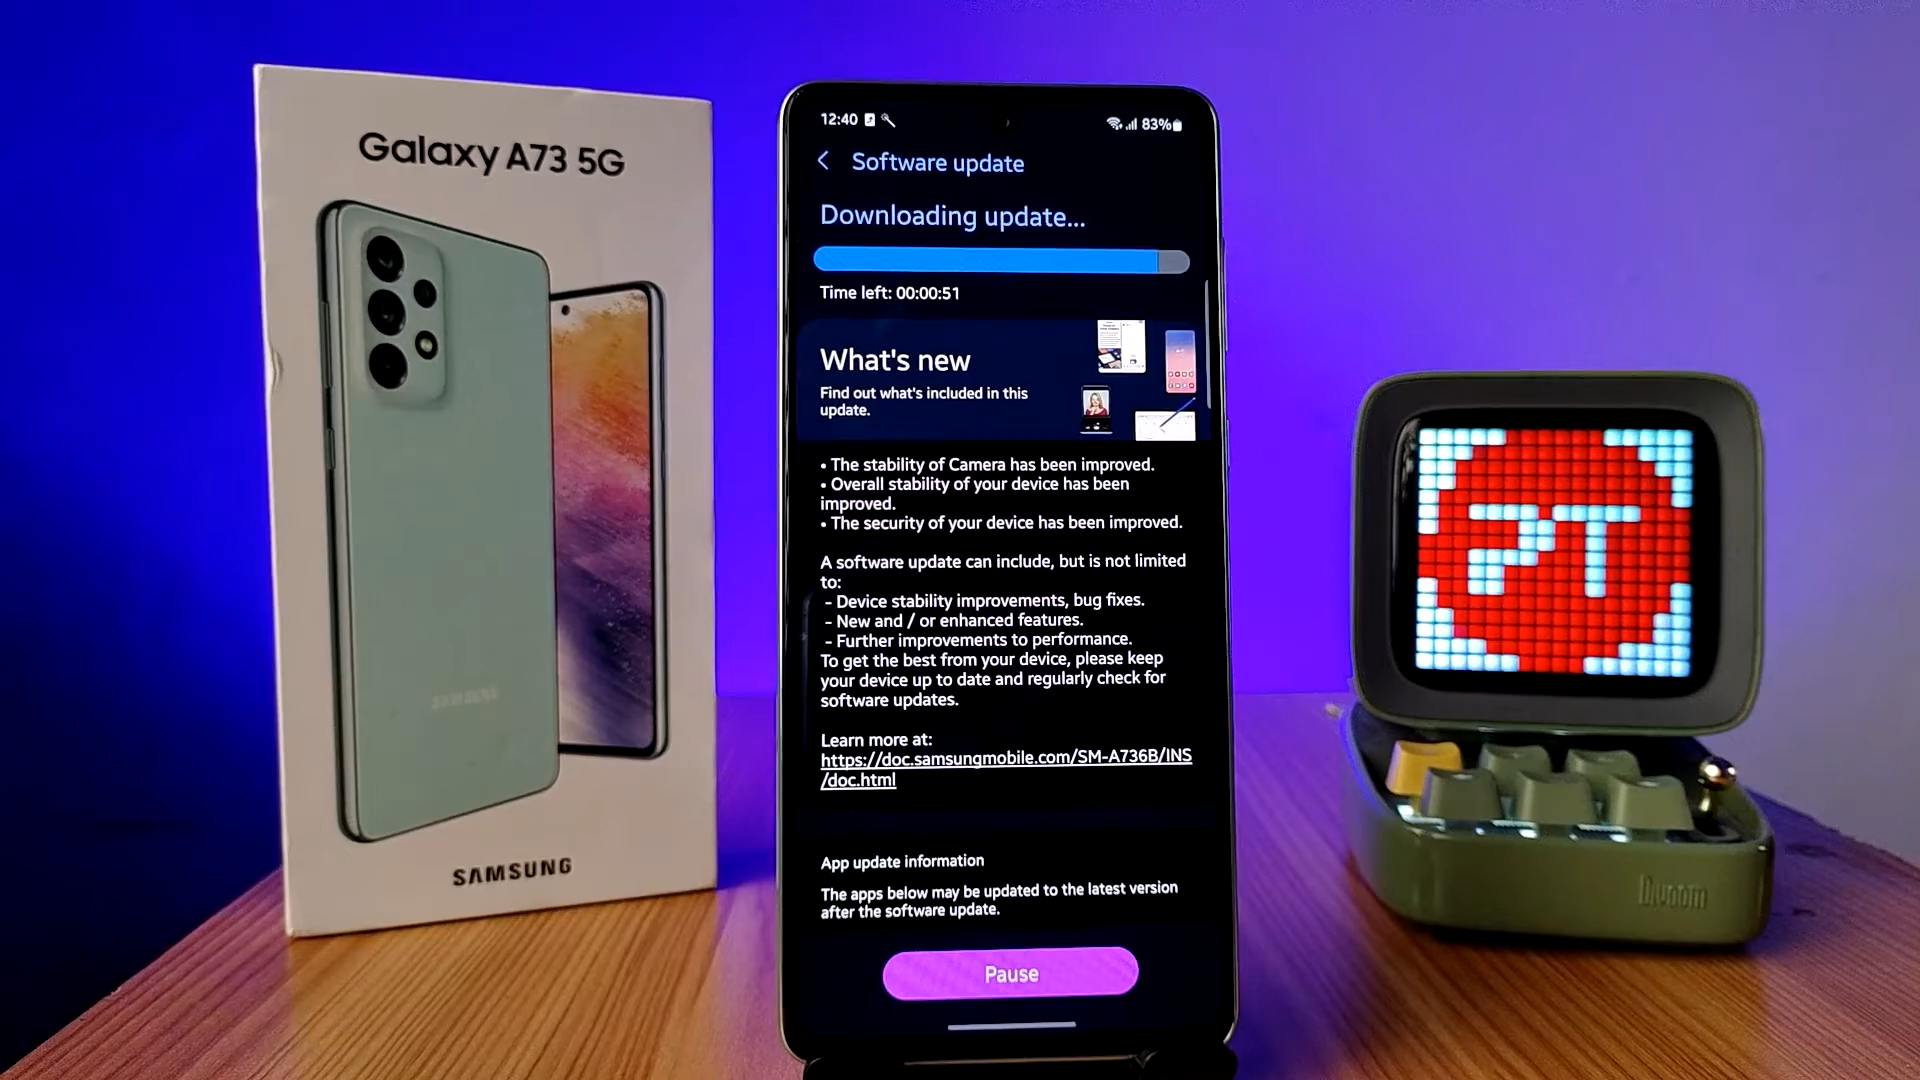 Galaxy A73 5G
SAMSUNG
SAMSUNG
12:40
83%
Software update
Downloading update...
Time left: 00:00:51
What's new
Find out what's included in this
update.
• The stability of Camera has been improved.
• Overall stability of your device has been
improved.
• The security of your device has been improved.
A software update can include, but is not limited
to:
- Device stability improvements, bug fixes.
- New and / or enhanced features.
- Further improvements to performance.
To get the best from your device, please keep
your device up to date and regularly check for
software updates.
Learn more at:
https://doc.samsungmobile.com/SM-A736B/INS
/doc.html
App update information
The apps below may be updated to the latest version
after the software update.
Pause
PT
Divoom